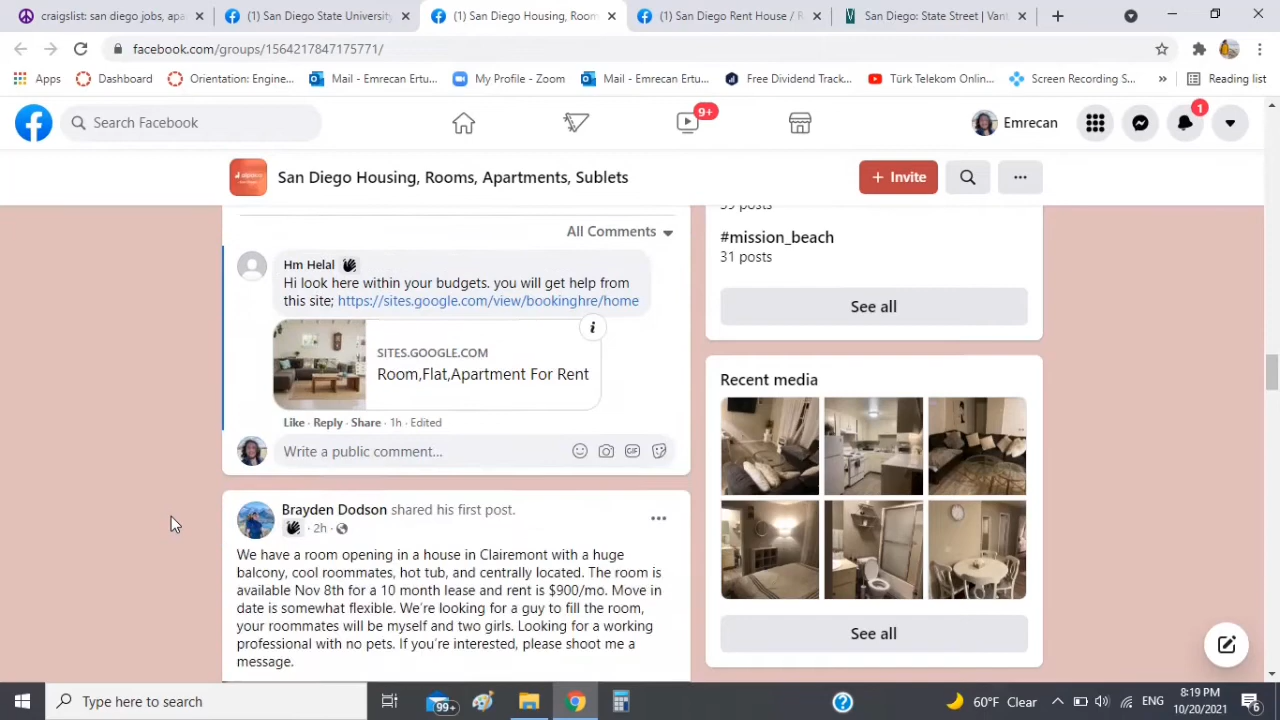 craigslist: san diego jobs, apa
(1) San Diego State University
(1) San Diego Housing, Rooms,
(1) San Diego Rent House / R
San Diego: State Street | Vant
facebook.com/groups/1564217847175771/
Apps
Dashboard
Orientation: Engine...
Mail - Emrecan Ertu...
My Profile - Zoom
Mail - Emrecan Ertu...
Free Dividend Track...
Türk Telekom Onlin...
Screen Recording S...
»
Reading list
Search Facebook
9+
Emrecan
1
San Diego Housing, Rooms, Apartments, Sublets
+ Invite
All Comments
Hm Helal
Hi look here within your budgets. you will get help from
this site; https://sites.google.com/view/bookinghre/home
SITES.GOOGLE.COM
Room,Flat,Apartment For Rent
Like · Reply · Share · 1h · Edited
Write a public comment...
GIF
Brayden Dodson shared his first post.
· 2h ·
We have a room opening in a house in Clairemont with a huge
balcony, cool roommates, hot tub, and centrally located. The room is
available Nov 8th for a 10 month lease and rent is $900/mo. Move in
date is somewhat flexible. We're looking for a guy to fill the room,
your roommates will be myself and two girls. Looking for a working
professional with no pets. If you're interested, please shoot me a
message.
39 posts
#mission_beach
31 posts
See all
Recent media
See all
Type here to search
99+
60°F Clear
ENG
8:19 PM
10/20/2021
6